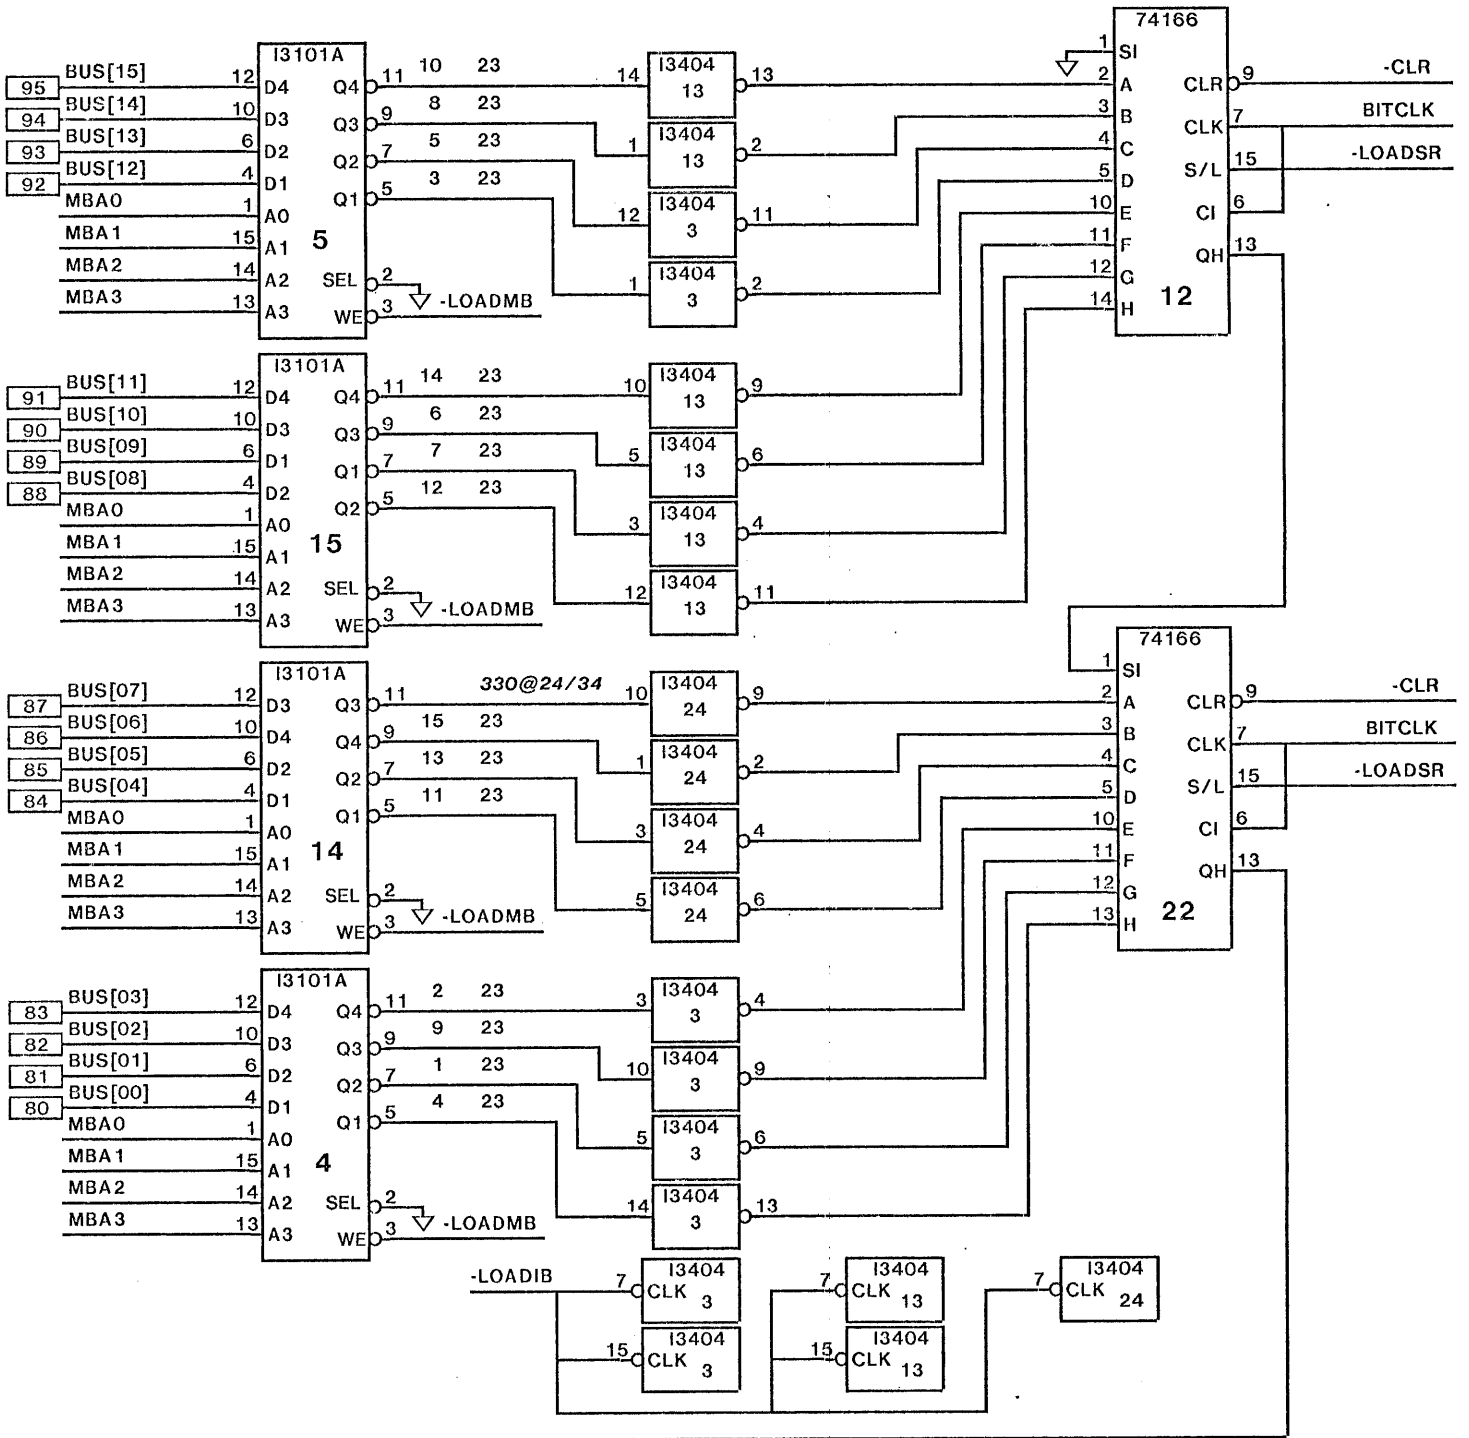 I3101A
95 BUS[15] 12 D4 Q4 11 10 23 14 I3404 13 13
94 BUS[14] 10 D3 Q3 9 8 23 1 I3404 13 2
93 BUS[13] 6 D2 Q2 7 5 23 12 I3404 3 11
92 BUS[12] 4 D1 Q1 5 3 23 1 I3404 3 2
MBA0 1 A0
MBA1 15 A1 5
MBA2 14 A2 SEL 2
MBA3 13 A3 WE 3 -LOADMB
74166
1 SI
2 A CLR 9 -CLR
3 B CLK 7 BITCLK
4 C S/L 15 -LOADSR
5 D
10 E CI 6
11 F QH 13
12 G 12
14 H
I3101A
91 BUS[11] 12 D4 Q4 11 14 23 10 I3404 13 9
90 BUS[10] 10 D3 Q3 9 6 23 5 I3404 13 6
89 BUS[09] 6 D1 Q1 7 7 23 3 I3404 13 4
88 BUS[08] 4 D2 Q2 5 12 23 12 I3404 13 11
MBA0 1 A0
MBA1 15 A1 15
MBA2 14 A2 SEL 2
MBA3 13 A3 WE 3 -LOADMB
I3101A
87 BUS[07] 12 D3 Q3 11 330@24/34 10 I3404 24 9
86 BUS[06] 10 D4 Q4 9 15 23 1 I3404 24 2
85 BUS[05] 6 D2 Q2 7 13 23 3 I3404 24 4
84 BUS[04] 4 D1 Q1 5 11 23 5 I3404 24 6
MBA0 1 A0
MBA1 15 A1 14
MBA2 14 A2 SEL 2
MBA3 13 A3 WE 3 -LOADMB
74166
1 SI
2 A CLR 9 -CLR
3 B CLK 7 BITCLK
4 C S/L 15 -LOADSR
5 D
10 E CI 6
11 F QH 13
12 G 22
13 H
I3101A
83 BUS[03] 12 D4 Q4 11 2 23 3 I3404 3 4
82 BUS[02] 10 D3 Q3 9 9 23 10 I3404 3 9
81 BUS[01] 6 D2 Q2 7 1 23 5 I3404 3 6
80 BUS[00] 4 D1 Q1 5 4 23 14 I3404 3 13
MBA0 1 A0
MBA1 15 A1 4
MBA2 14 A2 SEL 2
MBA3 13 A3 WE 3 -LOADMB
-LOADIB 7 I3404 CLK 3 7 I3404 CLK 13 7 I3404 CLK 24
15 I3404 CLK 3 15 I3404 CLK 13